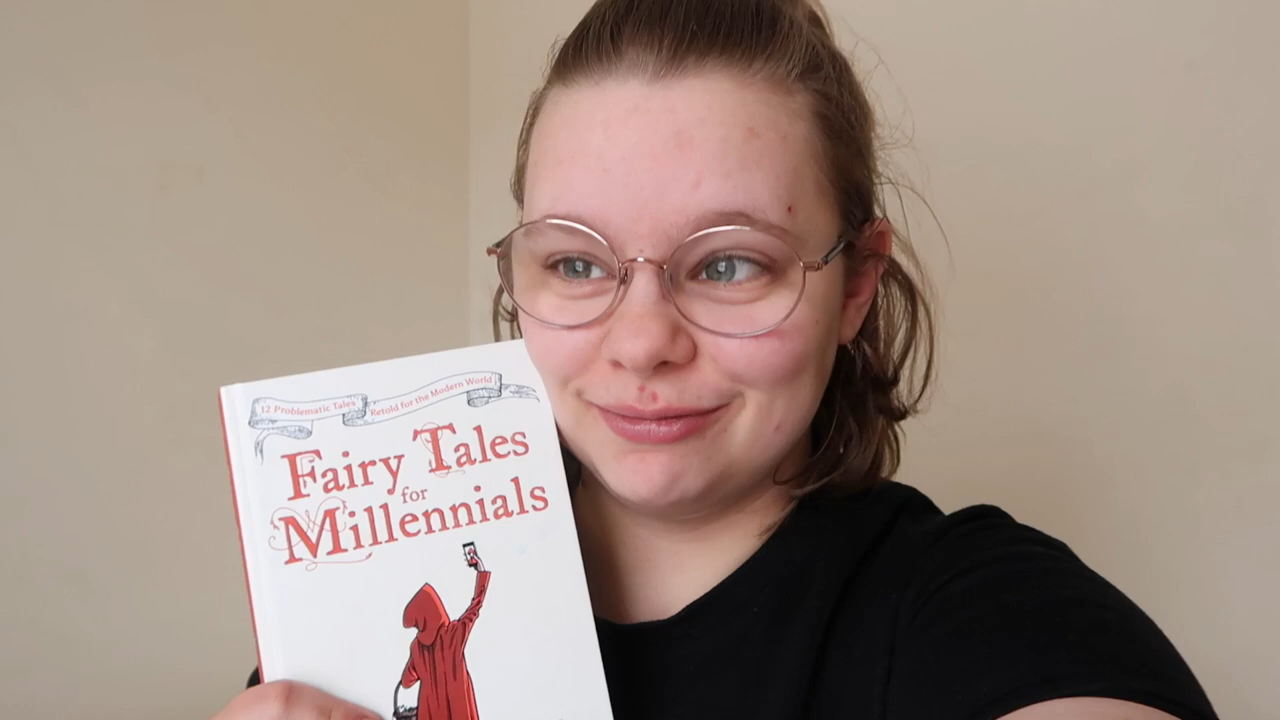 12 Problematic Tales Retold for the Modern World
Fairy Tales
for
Millennials